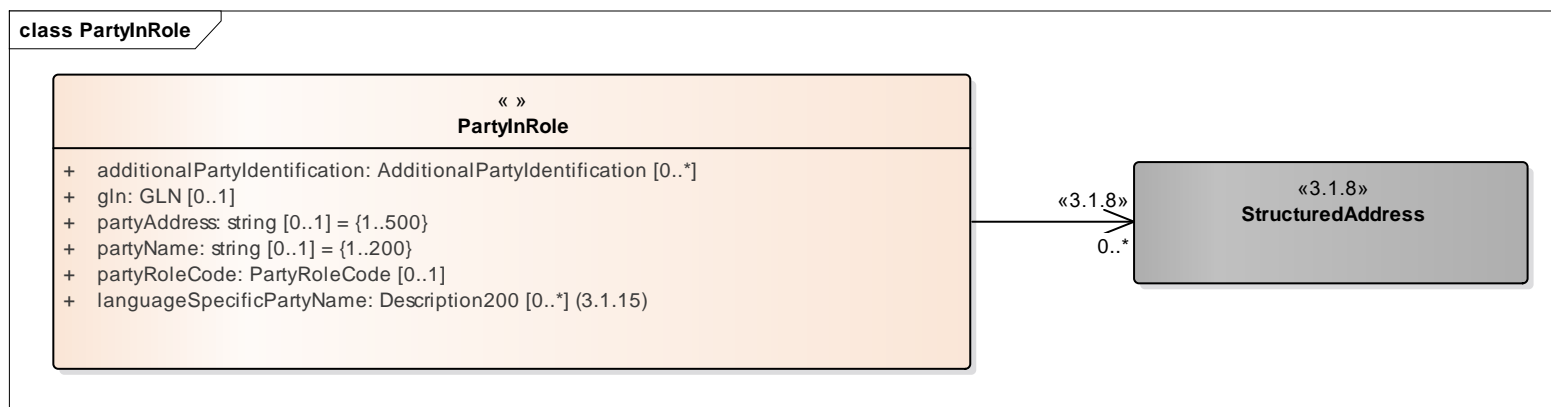 class PartyInRole
« »
PartyInRole
+ additionalPartyIdentification: AdditionalPartyIdentification [0..*]
+ gln: GLN [0..1]
+ partyAddress: string [0..1] = {1..500}
+ partyName: string [0..1] = {1..200}
+ partyRoleCode: PartyRoleCode [0..1]
+ languageSpecificPartyName: Description200 [0..*] (3.1.15)
«3.1.8»
0..*
«3.1.8»
StructuredAddress